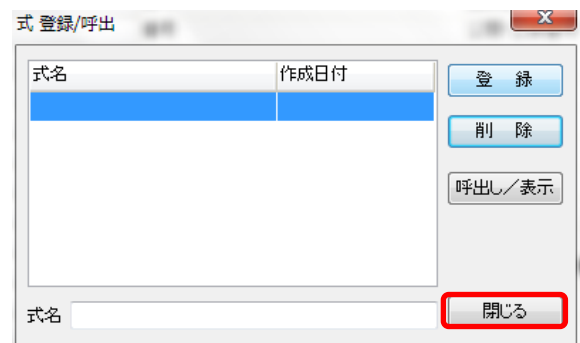 式 登録/呼出
式名 作成日付
登 録
削 除
呼出し／表示
式名
閉じる